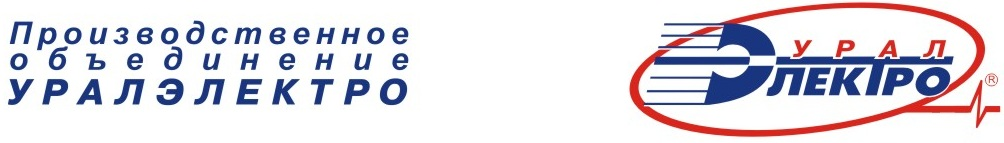 Производственное
объединение
УРАЛЭЛЕКТРО
УРАЛ
ЭЛЕКТРО ®